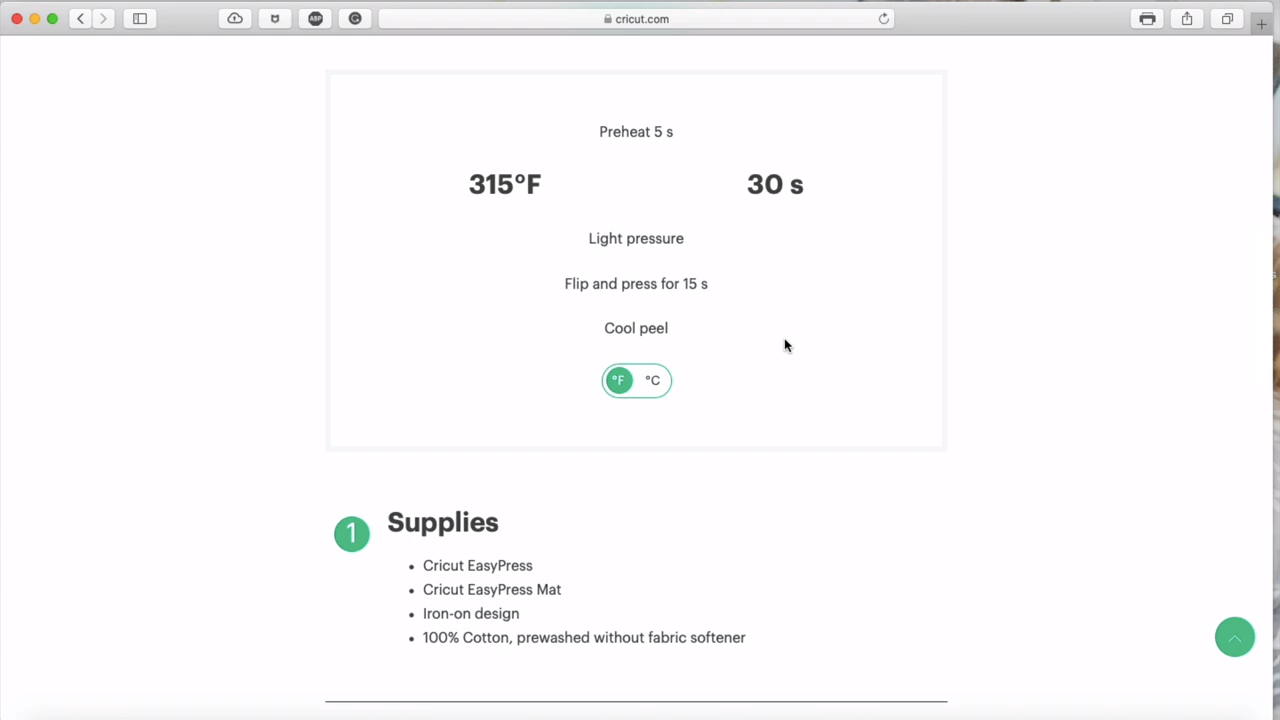 cricut.com
Preheat 5 s
315°F 30 s
Light pressure
Flip and press for 15 s
Cool peel
°F °C
1 Supplies
• Cricut EasyPress
• Cricut EasyPress Mat
• Iron-on design
• 100% Cotton, prewashed without fabric softener